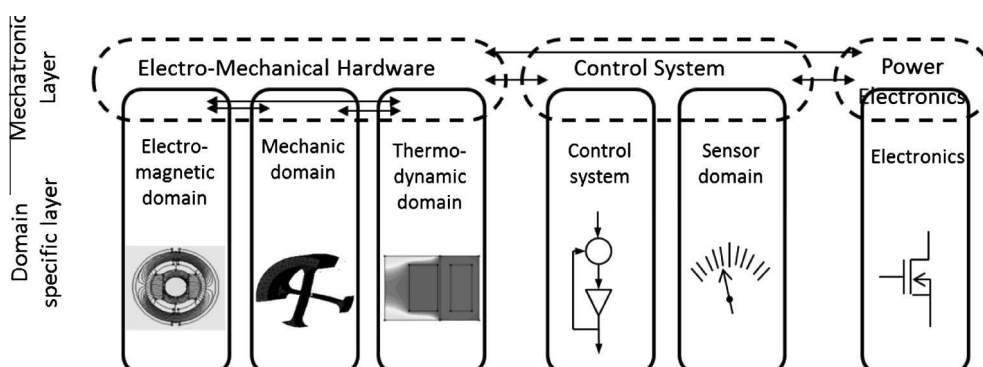 Mechatronic
Layer
Domain
specific layer
Electro-Mechanical Hardware
Control System
Power
Electronics
Electro-
magnetic
domain
Mechanic
domain
Thermo-
dynamic
domain
Control
system
Sensor
domain
Electronics